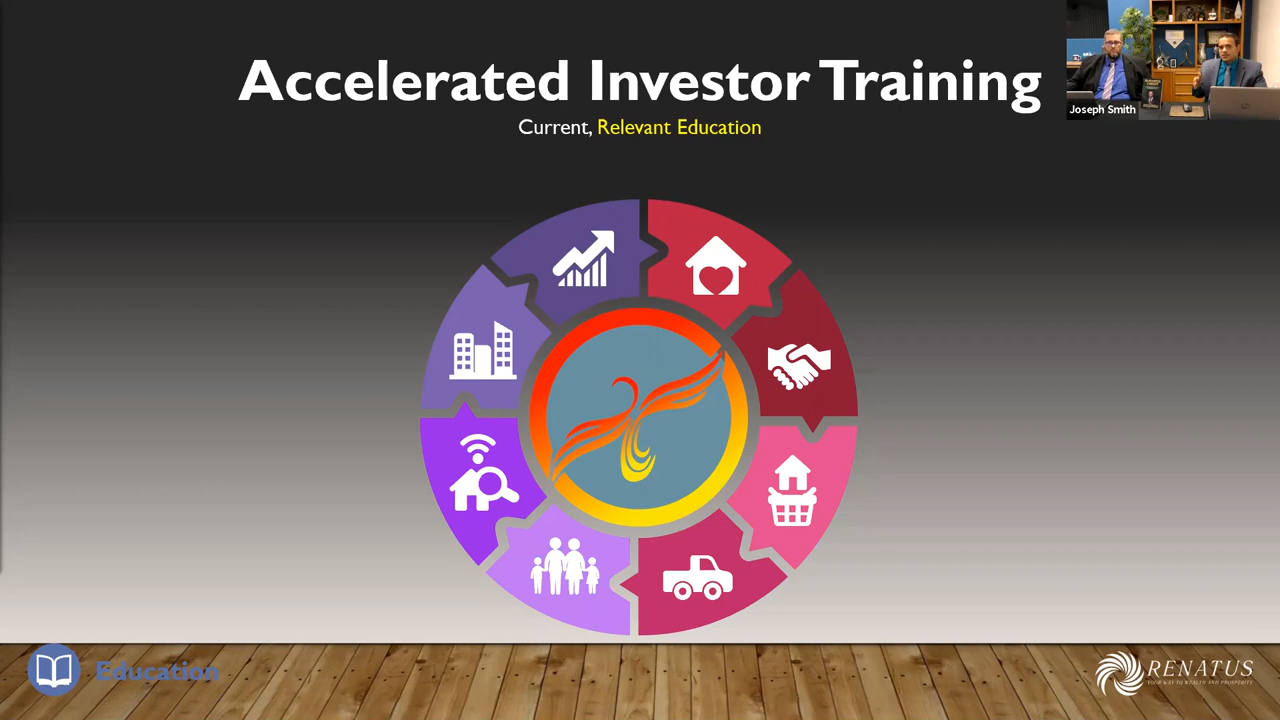 Accelerated Investor Training
Current, Relevant Education
Joseph Smith
Education
RENATUS
YOUR WAY TO WEALTH AND PROSPERITY